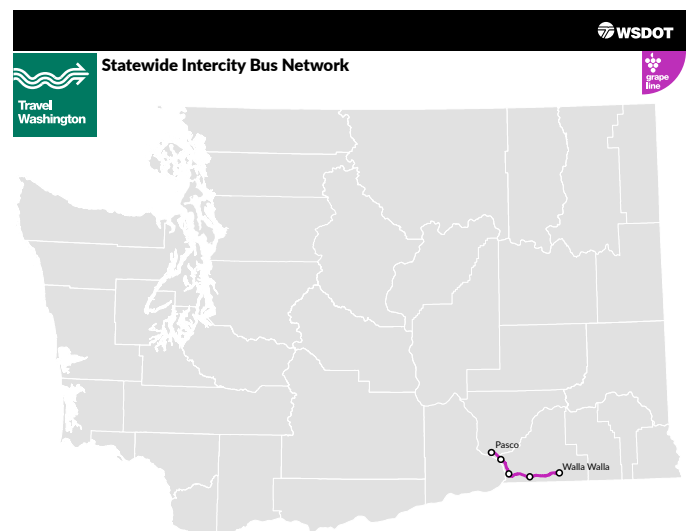 WSDOT
Statewide Intercity Bus Network
grape
line
Travel
Washington
Pasco
Walla Walla